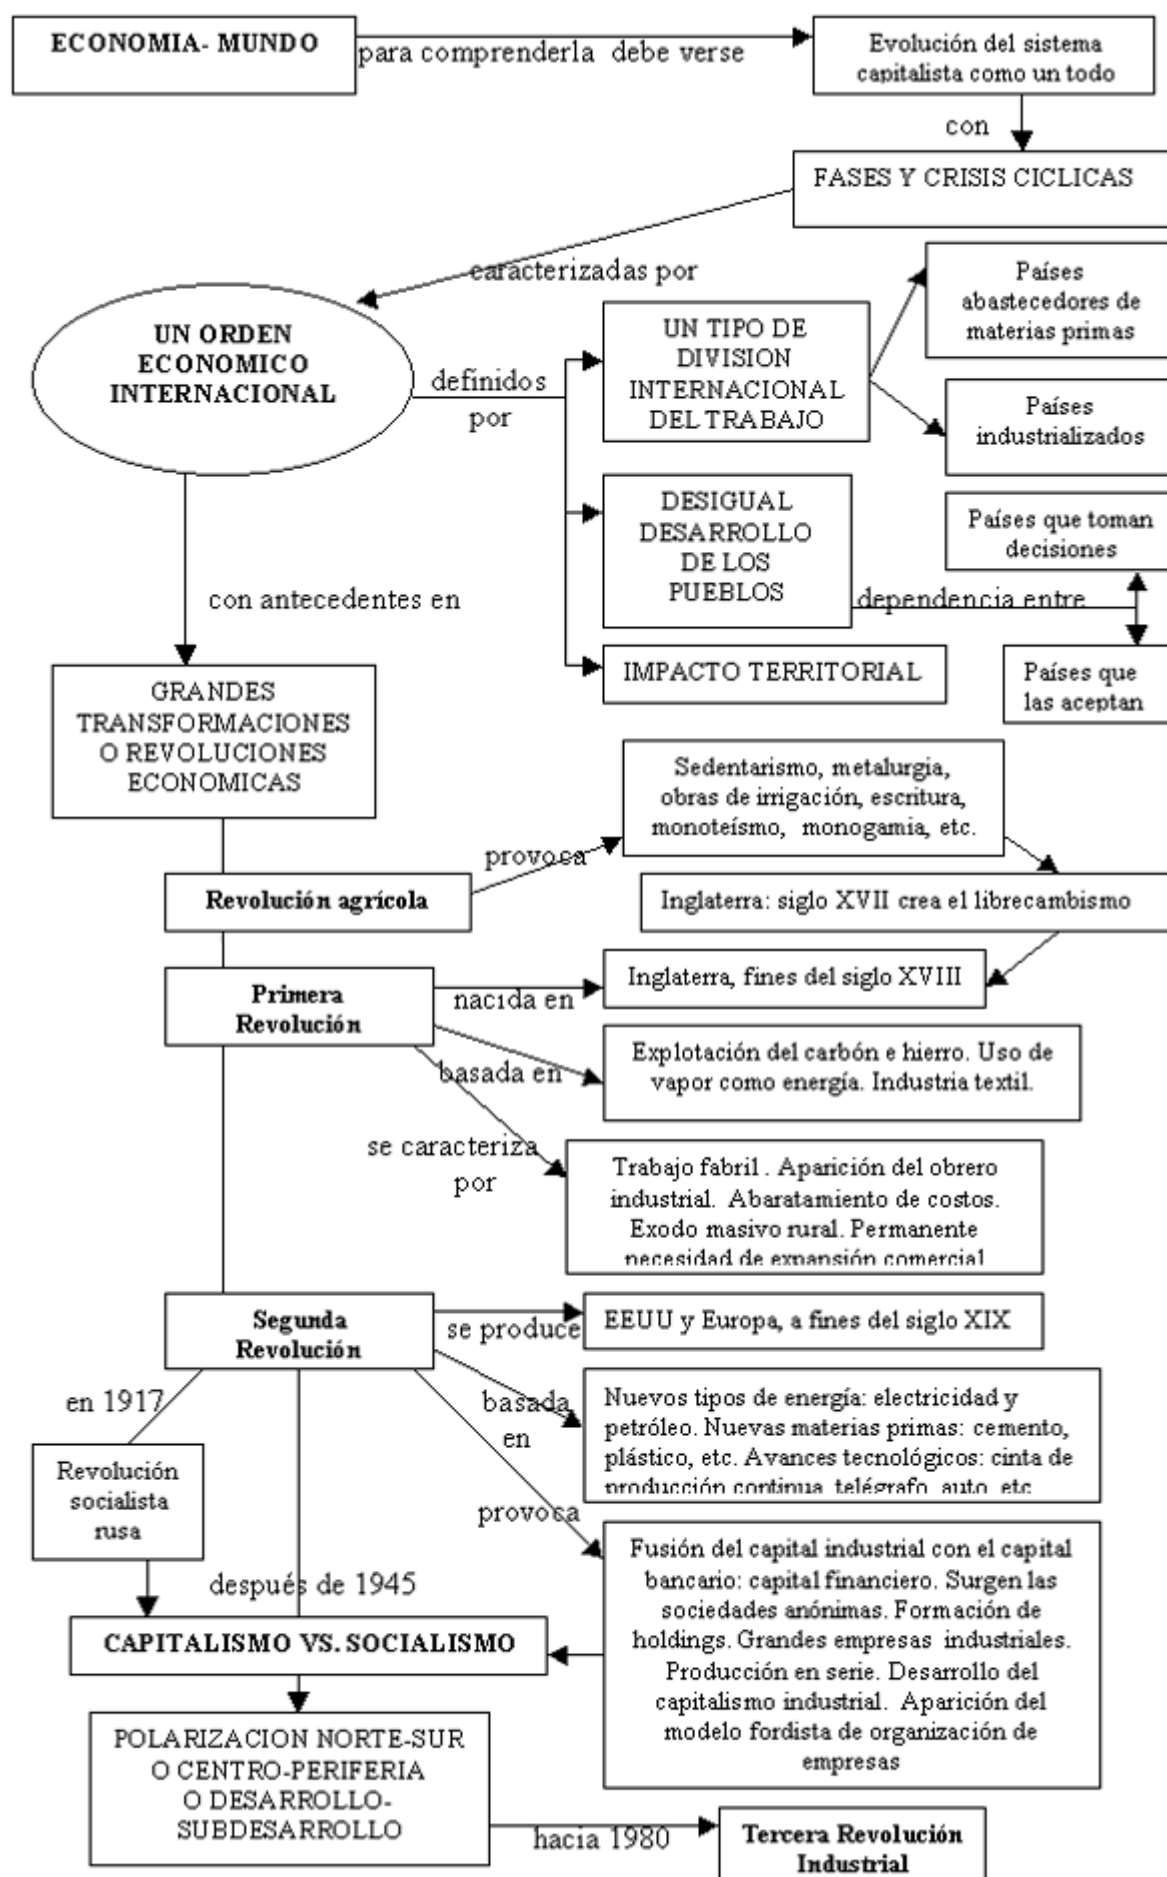 ECONOMIA- MUNDO
para comprenderla debe verse
Evolución del sistema
capitalista como un todo
con
FASES Y CRISIS CICLICAS
caracterizadas por
UN ORDEN
ECONOMICO
INTERNACIONAL
definidos
por
UN TIPO DE
DIVISION
INTERNACIONAL
DEL TRABAJO
Países
abastecedores de
materias primas
Países
industrializados
DESIGUAL
DESARROLLO
DE LOS
PUEBLOS
dependencia entre
Países que toman
decisiones
Países que
las aceptan
IMPACTO TERRITORIAL
con antecedentes en
GRANDES
TRANSFORMACIONES
O REVOLUCIONES
ECONOMICAS
Revolución agrícola
provoca
Sedentarismo, metalurgia,
obras de irrigación, escritura,
monoteísmo, monogamia, etc.
Inglaterra: siglo XVII crea el librecambismo
Primera
Revolución
nacida en
Inglaterra, fines del siglo XVIII
basada en
Explotación del carbón e hierro. Uso de
vapor como energía. Industria textil.
se caracteriza
por
Trabajo fabril . Aparición del obrero
industrial. Abaratamiento de costos.
Exodo masivo rural. Permanente
necesidad de expansión comercial
Segunda
Revolución
se produce
EEUU y Europa, a fines del siglo XIX
basada
en
Nuevos tipos de energía: electricidad y
petróleo. Nuevas materias primas: cemento,
plástico, etc. Avances tecnológicos: cinta de
producción continua, telégrafo, auto, etc
provoca
Fusión del capital industrial con el capital
bancario: capital financiero. Surgen las
sociedades anónimas. Formación de
holdings. Grandes empresas industriales.
Producción en serie. Desarrollo del
capitalismo industrial. Aparición del
modelo fordista de organización de
empresas
en 1917
Revolución
socialista
rusa
después de 1945
CAPITALISMO VS. SOCIALISMO
POLARIZACION NORTE-SUR
O CENTRO-PERIFERIA
O DESARROLLO-
SUBDESARROLLO
hacia 1980
Tercera Revolución
Industrial